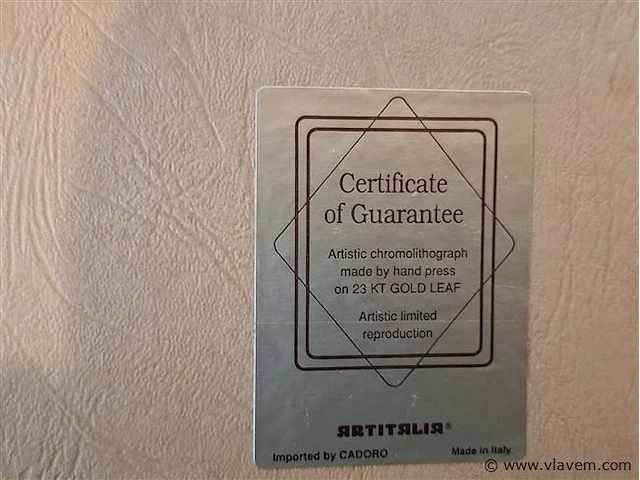 Certificate
of Guarantee
Artistic chromolithograph
made by hand press
on 23 KT GOLD LEAF
Artistic limited
reproduction
ARTITALIA®
Imported by CADORO
Made in Italy
© www.vlavem.com